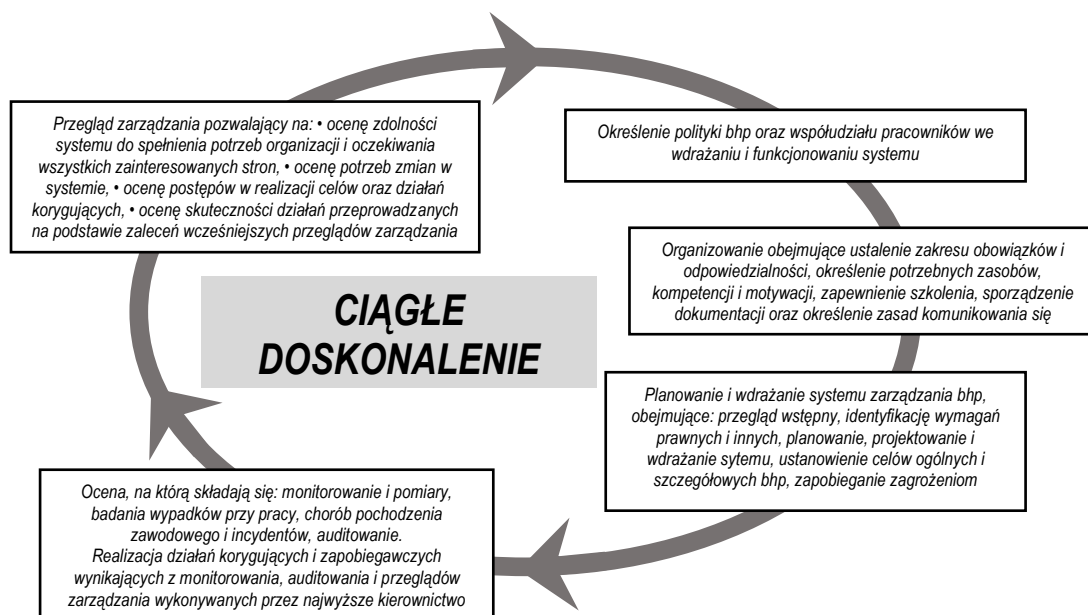 Przegląd zarządzania pozwalający na: • ocenę zdolności
systemu do spełnienia potrzeb organizacji i oczekiwania
wszystkich zainteresowanych stron, • ocenę potrzeb zmian w
systemie, • ocenę postępów w realizacji celów oraz działań
korygujących, • ocenę skuteczności działań przeprowadzanych
na podstawie zaleceń wcześniejszych przeglądów zarządzania
Określenie polityki bhp oraz współudziału pracowników we
wdrażaniu i funkcjonowaniu systemu
Organizowanie obejmujące ustalenie zakresu obowiązków i
odpowiedzialności, określenie potrzebnych zasobów,
kompetencji i motywacji, zapewnienie szkolenia, sporządzenie
dokumentacji oraz określenie zasad komunikowania się
CIĄGŁE
DOSKONALENIE
Planowanie i wdrażanie systemu zarządzania bhp,
obejmujące: przegląd wstępny, identyfikację wymagań
prawnych i innych, planowanie, projektowanie i
wdrażanie sytemu, ustanowienie celów ogólnych i
szczegółowych bhp, zapobieganie zagrożeniom
Ocena, na którą składają się: monitorowanie i pomiary,
badania wypadków przy pracy, chorób pochodzenia
zawodowego i incydentów, auditowanie.
Realizacja działań korygujących i zapobiegawczych
wynikających z monitorowania, auditowania i przeglądów
zarządzania wykonywanych przez najwyższe kierownictwo